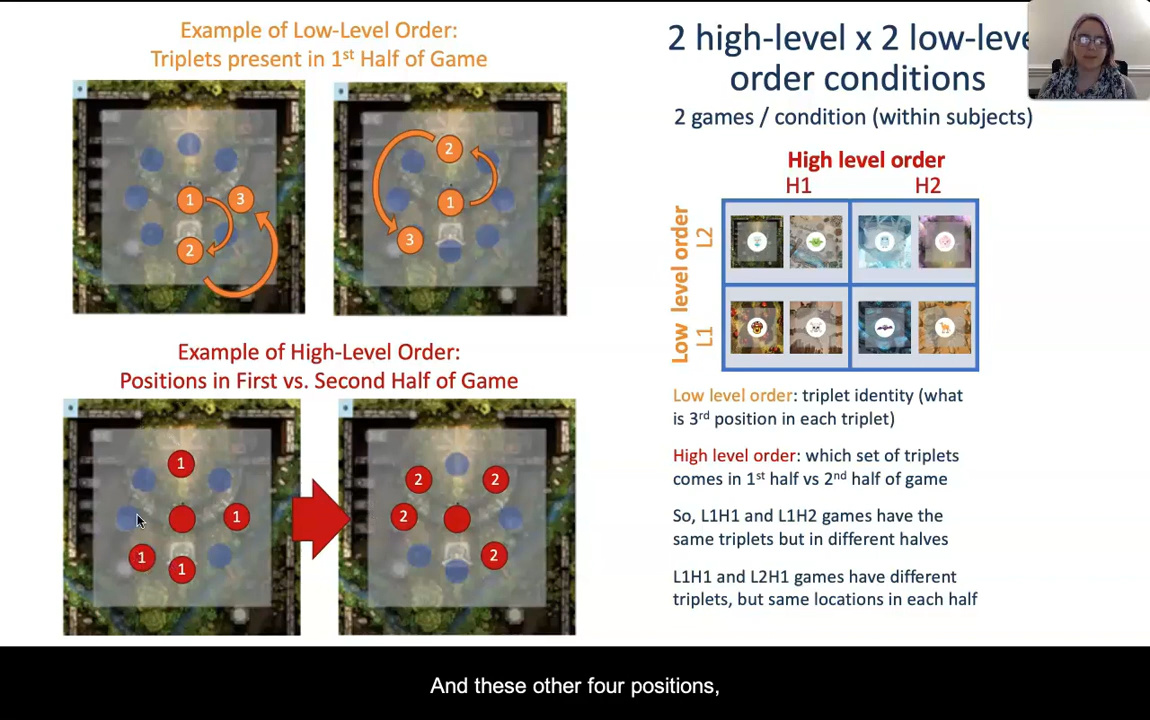 Example of Low-Level Order:
Triplets present in 1st Half of Game
1
3
2
2
1
3
Example of High-Level Order:
Positions in First vs. Second Half of Game
1
1
1
1
2
2
2
2
2 high-level x 2 low-leve
order conditions
2 games / condition (within subjects)
High level order
H1 H2
Low level order
L2
L1
Low level order: triplet identity (what
is 3rd position in each triplet)
High level order: which set of triplets
comes in 1st half vs 2nd half of game
So, L1H1 and L1H2 games have the
same triplets but in different halves
L1H1 and L2H1 games have different
triplets, but same locations in each half
And these other four positions,